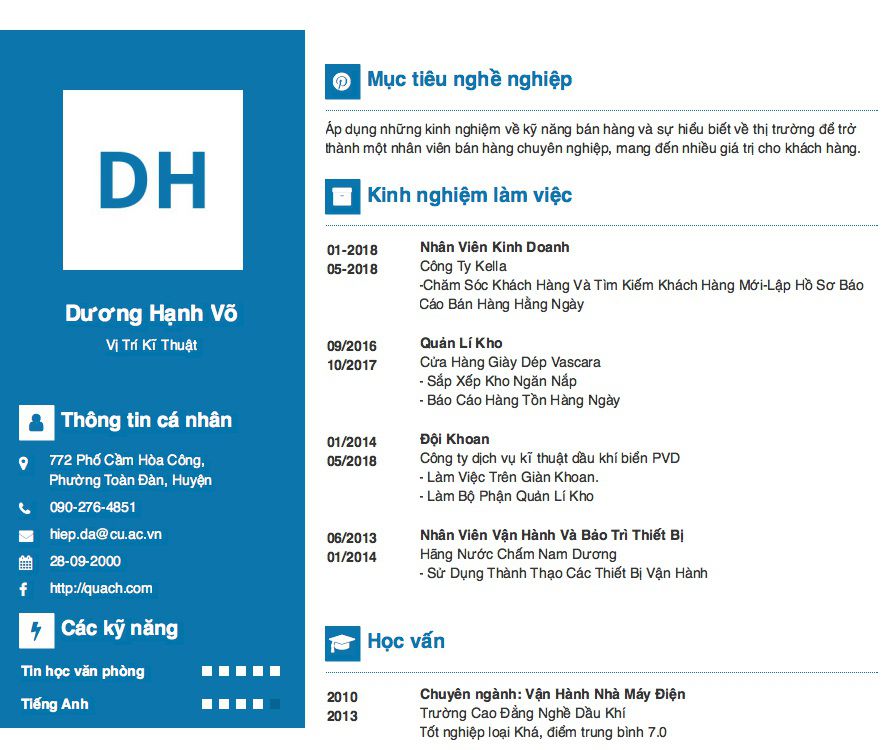 DH
Dương Hạnh Võ
Vị Trí Kĩ Thuật
Thông tin cá nhân
772 Phố Cầm Hòa Công,
Phường Toàn Đàn, Huyện
090-276-4851
hiep.da@cu.ac.vn
28-09-2000
http://quach.com
Các kỹ năng
Tin học văn phòng
Tiếng Anh
Mục tiêu nghề nghiệp
Áp dụng những kinh nghiệm về kỹ năng bán hàng và sự hiểu biết về thị trường để trở
thành một nhân viên bán hàng chuyên nghiệp, mang đến nhiều giá trị cho khách hàng.
Kinh nghiệm làm việc
01-2018
05-2018
Nhân Viên Kinh Doanh
Công Ty Kella
-Chăm Sóc Khách Hàng Và Tìm Kiếm Khách Hàng Mới-Lập Hồ Sơ Báo
Cáo Bán Hàng Hằng Ngày
09/2016
10/2017
Quản Lí Kho
Cửa Hàng Giày Dép Vascara
- Sắp Xếp Kho Ngăn Nắp
- Báo Cáo Hàng Tồn Hàng Ngày
01/2014
05/2018
Đội Khoan
Công ty dịch vụ kĩ thuật dầu khí biển PVD
- Làm Việc Trên Giàn Khoan.
- Làm Bộ Phận Quản Lí Kho
06/2013
01/2014
Nhân Viên Vận Hành Và Bảo Trì Thiết Bị
Hãng Nước Chấm Nam Dương
- Sử Dụng Thành Thạo Các Thiết Bị Vận Hành
Học vấn
2010
2013
Chuyên ngành: Vận Hành Nhà Máy Điện
Trường Cao Đẳng Nghề Dầu Khí
Tốt nghiệp loại Khá, điểm trung bình 7.0